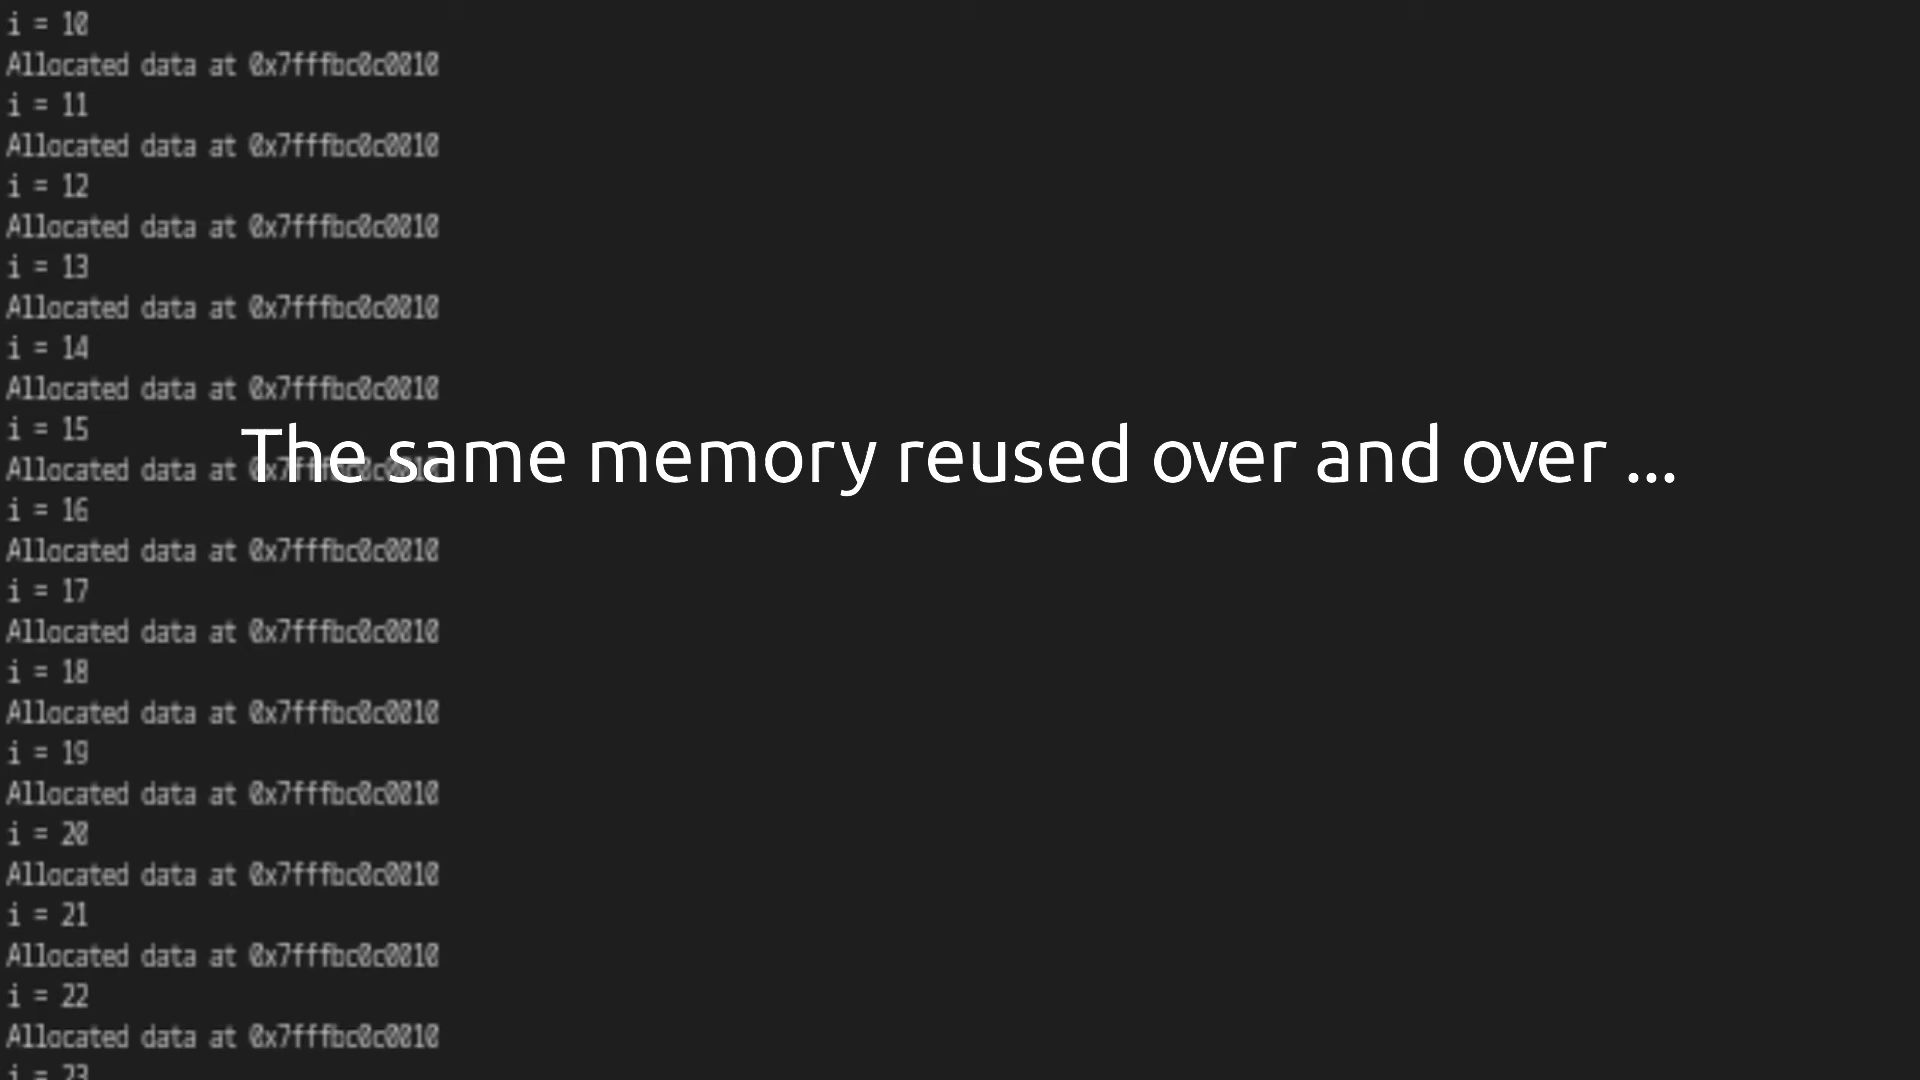 i = 10
Allocated data at 0x7fffbc0c0010
i = 11
Allocated data at 0x7fffbc0c0010
i = 12
Allocated data at 0x7fffbc0c0010
i = 13
Allocated data at 0x7fffbc0c0010
i = 14
Allocated data at 0x7fffbc0c0010
i = 15
The same memory reused over and over ...
Allocated data at 0x7fffbc0c0010
i = 16
Allocated data at 0x7fffbc0c0010
i = 17
Allocated data at 0x7fffbc0c0010
i = 18
Allocated data at 0x7fffbc0c0010
i = 19
Allocated data at 0x7fffbc0c0010
i = 20
Allocated data at 0x7fffbc0c0010
i = 21
Allocated data at 0x7fffbc0c0010
i = 22
Allocated data at 0x7fffbc0c0010
i = 23